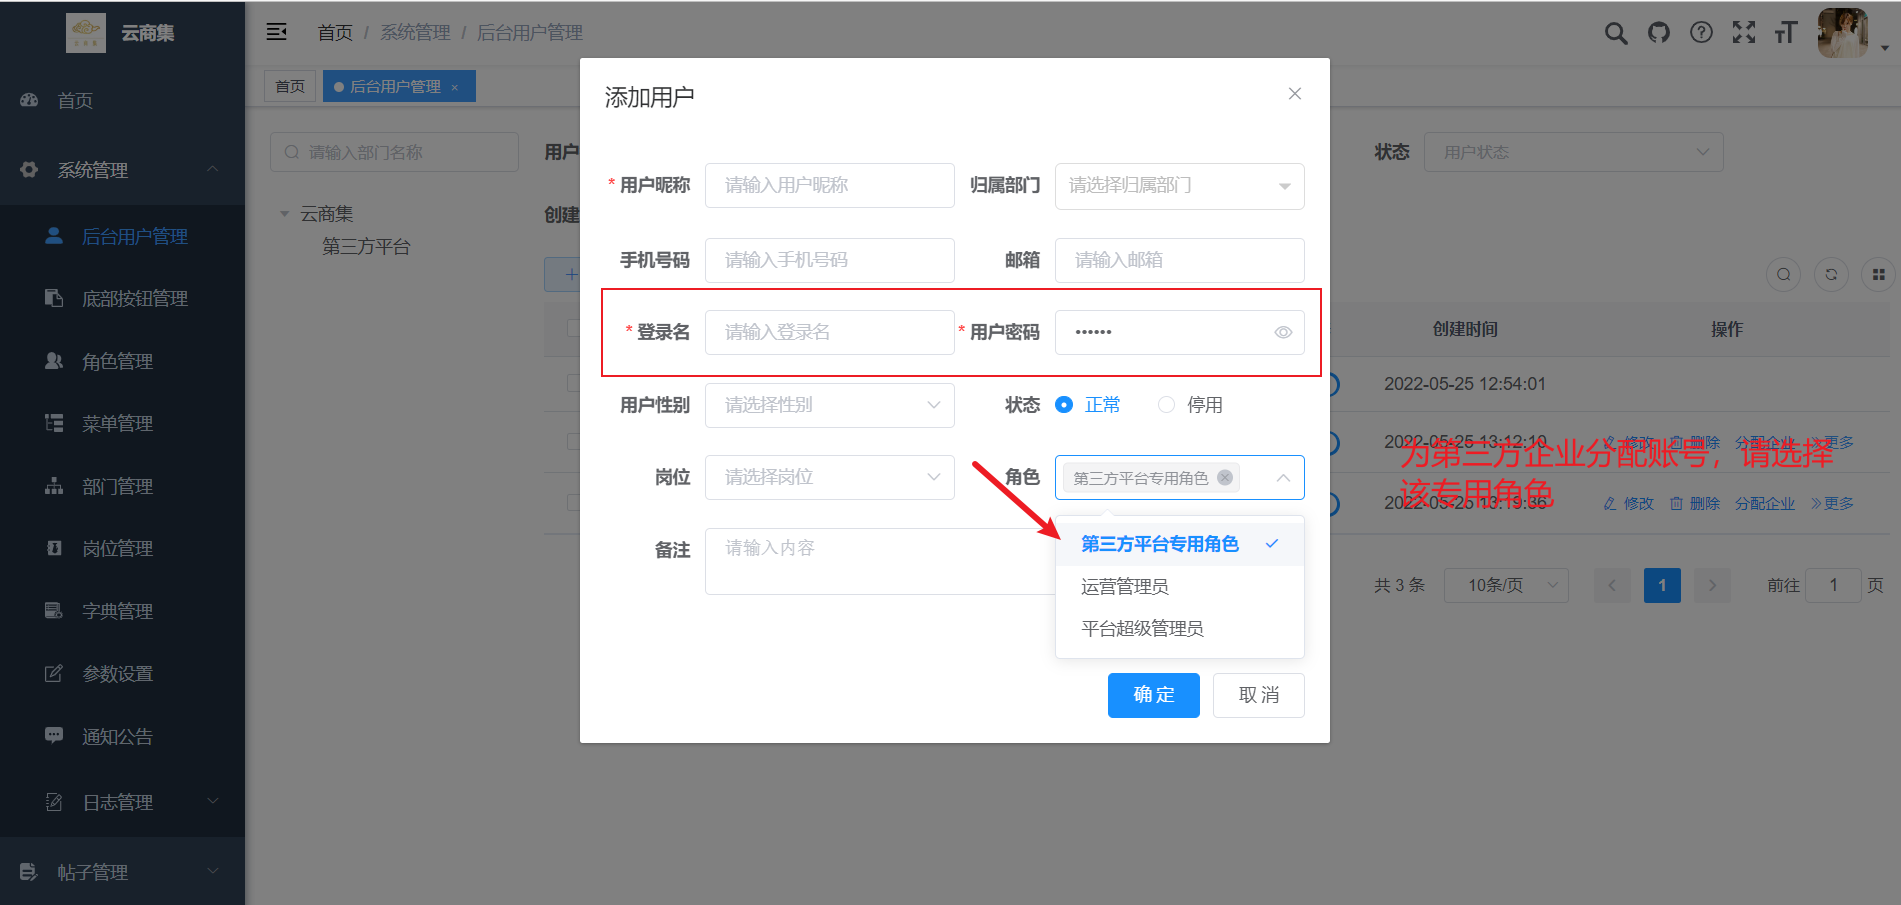 云商集
首页 / 系统管理 / 后台用户管理
首页
后台用户管理 ×
首页
系统管理
后台用户管理
底部按钮管理
角色管理
菜单管理
部门管理
岗位管理
字典管理
参数设置
通知公告
日志管理
帖子管理
请输入部门名称
云商集
第三方平台
用户
创建
状态
用户状态
添加用户
* 用户昵称
请输入用户昵称
归属部门
请选择归属部门
手机号码
请输入手机号码
邮箱
请输入邮箱
* 登录名
请输入登录名
* 用户密码
••••••
用户性别
请选择性别
状态
正常
停用
岗位
请选择岗位
角色
第三方平台专用角色
备注
请输入内容
第三方平台专用角色
运营管理员
平台超级管理员
确 定
取 消
创建时间
操作
2022-05-25 12:54:01
2022-05-25 13:12:10
修改
删除
分配企业
更多
为第三方企业分配账号，请选择
该专用角色
2022-05-25 13:19:36
修改
删除
分配企业
更多
共 3 条
10条/页
1
前往
1
页